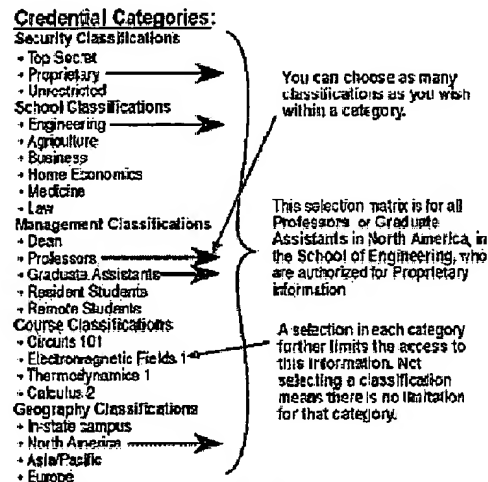 Credential Categories:
Security Classifications
• Top Secret
• Proprietary
• Unrestricted
School Classifications
• Engineering
• Agriculture
• Business
• Home Economics
• Medicine
• Law
Management Classifications
• Dean
• Professors
• Graduate Assistants
• Resident Students
• Remote Students
Course Classifications
• Circuits 101
• Electromagnetic Fields 1
• Thermodynamics 1
• Calculus 2
Geography Classifications
• In-state campus
• North America
• Asia/Pacific
• Europe
You can choose as many
classifications as you wish
within a category.
This selection matrix is for all
Professors or Graduate
Assistants in North America, in
the School of Engineering, who
are authorized for Proprietary
information
A selection in each category
further limits the access to
this information. Not
selecting a classification
means there is no limitation
for that category.